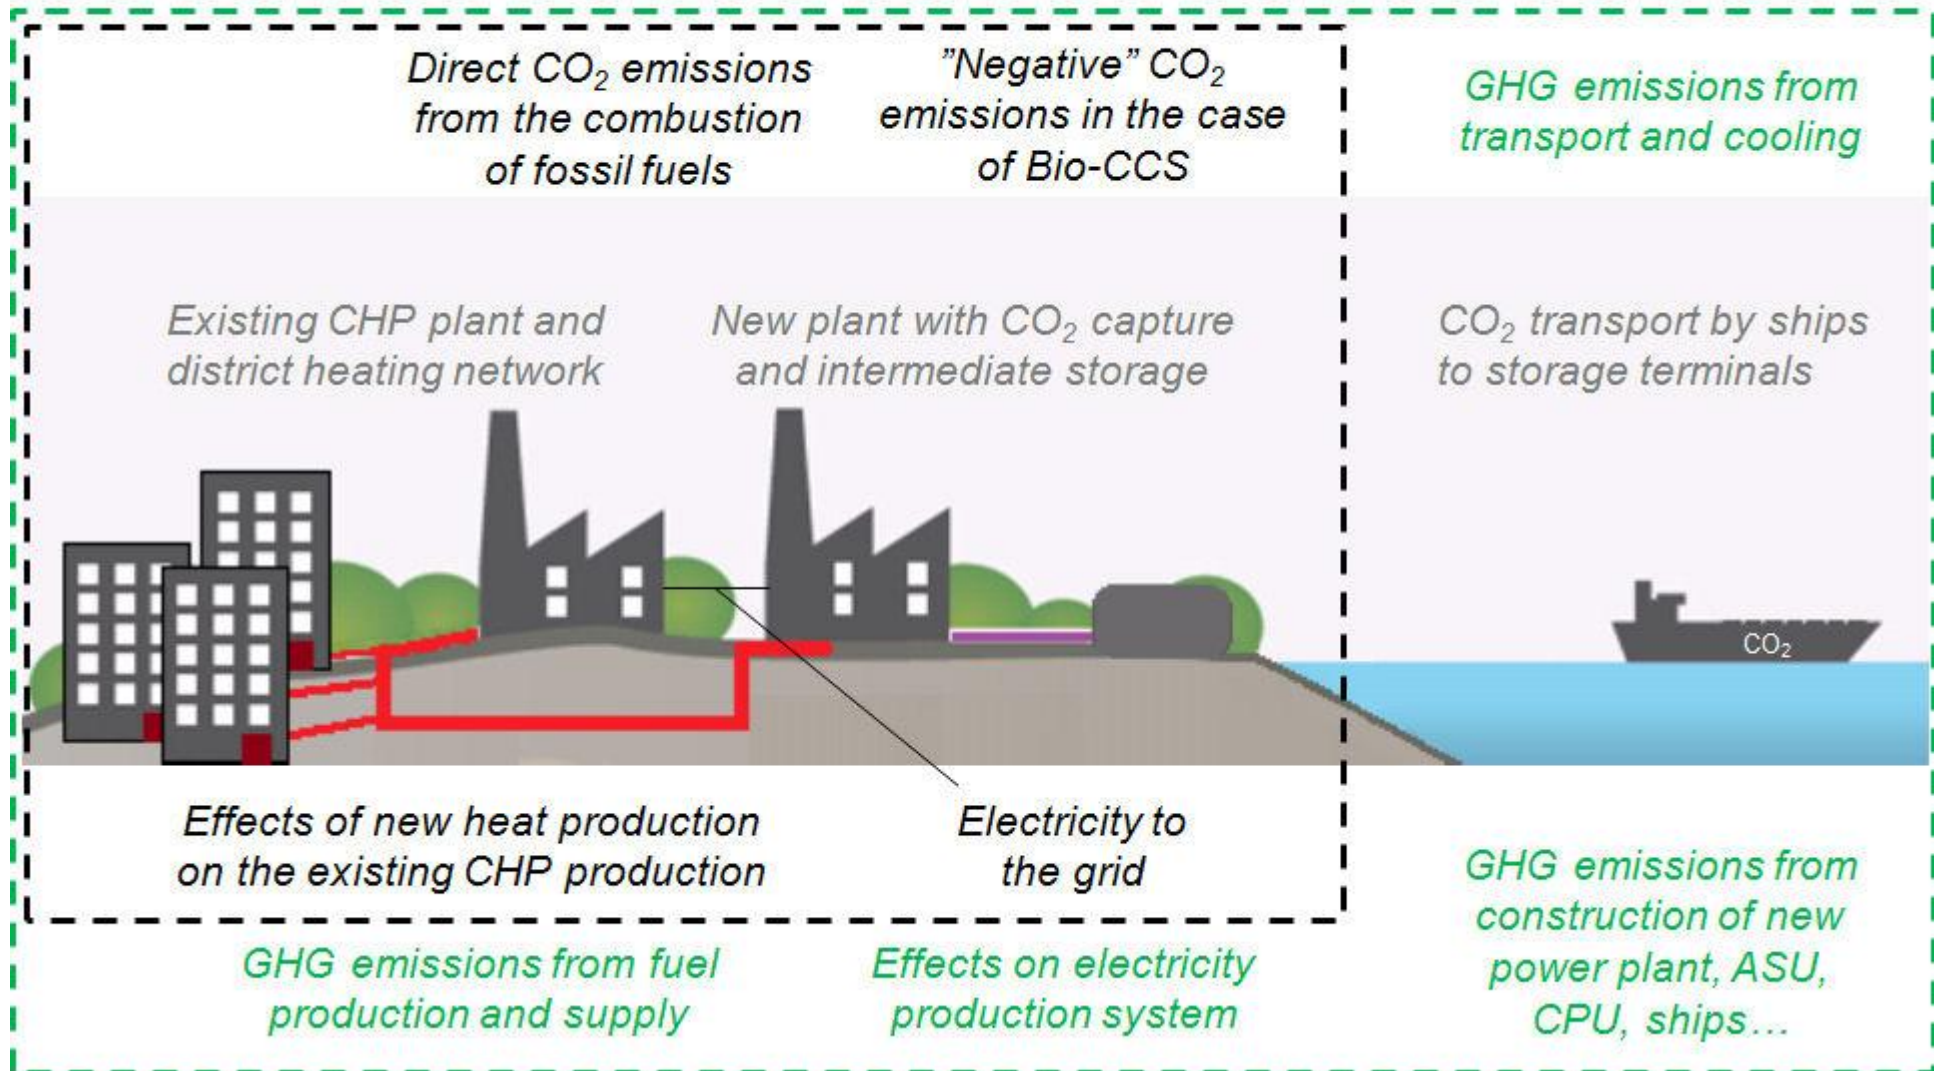 Direct CO₂ emissions
from the combustion
of fossil fuels
”Negative” CO₂
emissions in the case
of Bio-CCS
GHG emissions from
transport and cooling
Existing CHP plant and
district heating network
New plant with CO₂ capture
and intermediate storage
CO₂ transport by ships
to storage terminals
CO₂
Effects of new heat production
on the existing CHP production
Electricity to
the grid
GHG emissions from
construction of new
power plant, ASU,
CPU, ships…
GHG emissions from fuel
production and supply
Effects on electricity
production system